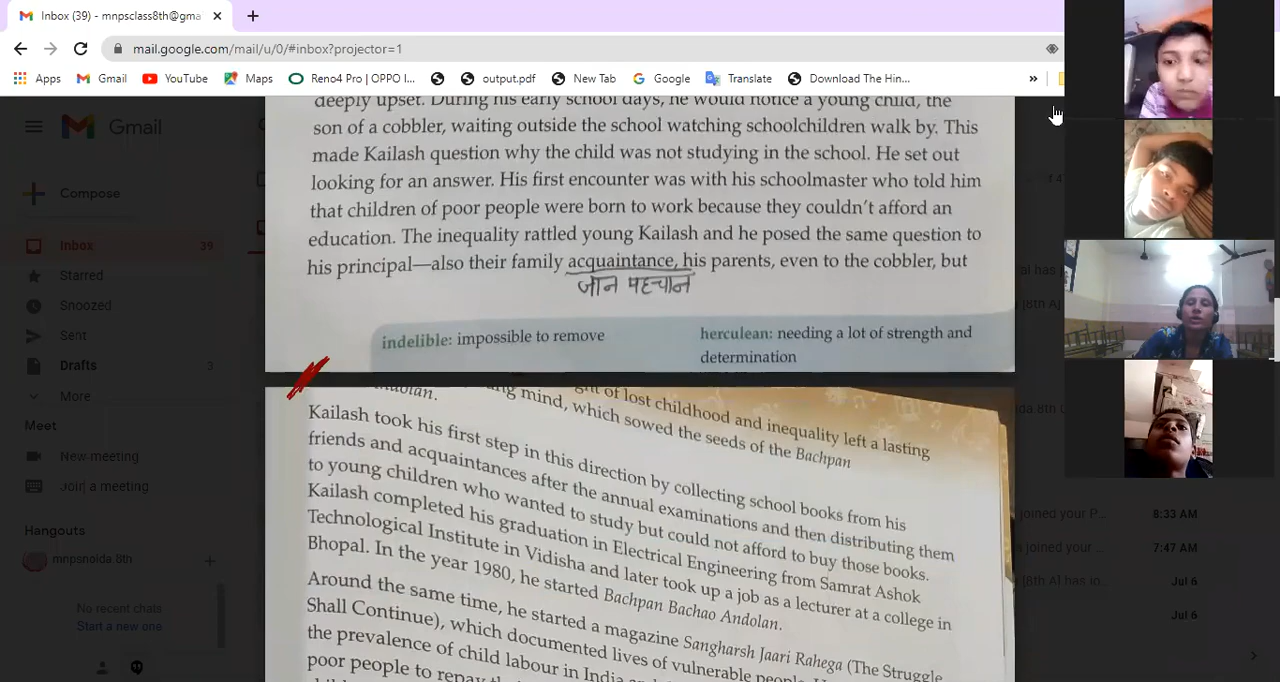 Inbox (39) - mnpsclass8th@gma
mail.google.com/mail/u/0/#inbox?projector=1
Apps Gmail YouTube Maps Reno4 Pro | OPPO I... output.pdf New Tab Google Translate Download The Hin... »
Gmail
Compose
Inbox 39
Starred
Snoozed
Sent
Drafts 3
More
Meet
New meeting
Join a meeting
Hangouts
mnpsnoida 8th
No recent chats
Start a new one
deeply upset. During his early school days, he would notice a young child, the
son of a cobbler, waiting outside the school watching schoolchildren walk by. This
made Kailash question why the child was not studying in the school. He set out
looking for an answer. His first encounter was with his schoolmaster who told him
that children of poor people were born to work because they couldn't afford an
education. The inequality rattled young Kailash and he posed the same question to
his principal—also their family acquaintance, his parents, even to the cobbler, but
जान पहचान
indelible: impossible to remove
herculean: needing a lot of strength and
determination
of lost childhood and inequality left a lasting
mind, which sowed the seeds of the Bachpan
Kailash took his first step in this direction by collecting school books from his
friends and acquaintances after the annual examinations and then distributing them
to young children who wanted to study but could not afford to buy those books.
Kailash completed his graduation in Electrical Engineering from Samrat Ashok
Technological Institute in Vidisha and later took up a job as a lecturer at a college in
Bhopal. In the year 1980, he started Bachpan Bachao Andolan.
Around the same time, he started a magazine Sangharsh Jaari Rahega (The Struggle
Shall Continue), which documented lives of vulnerable people.
the prevalence of child labour in India
poor people to repay
joined your P... 8:33 AM
joined your ... 7:47 AM
[8th A] has Jul 6
Jul 6